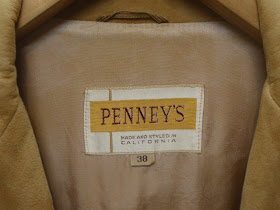 PENNEY'S
MADE AND STYLED IN
CALIFORNIA
38